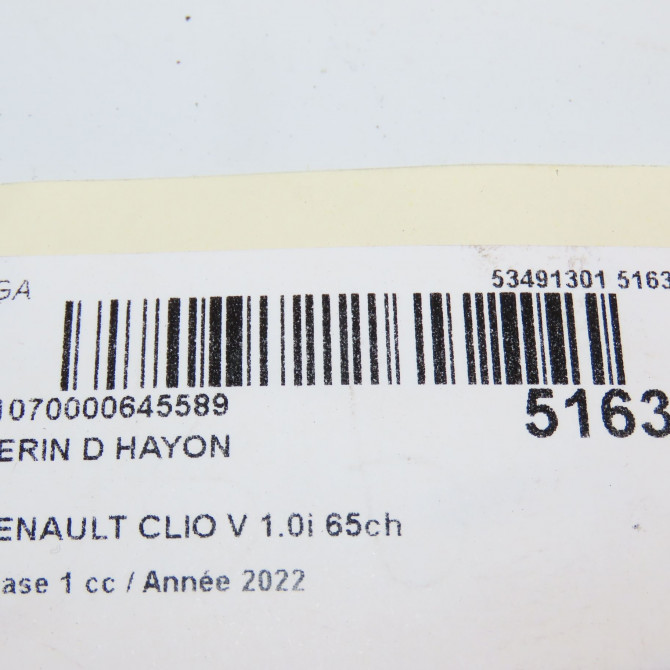 GA
53491301 5163
1070000645589
5163
ERIN D HAYON
ENAULT CLIO V 1.0i 65ch
ase 1 cc / Année 2022